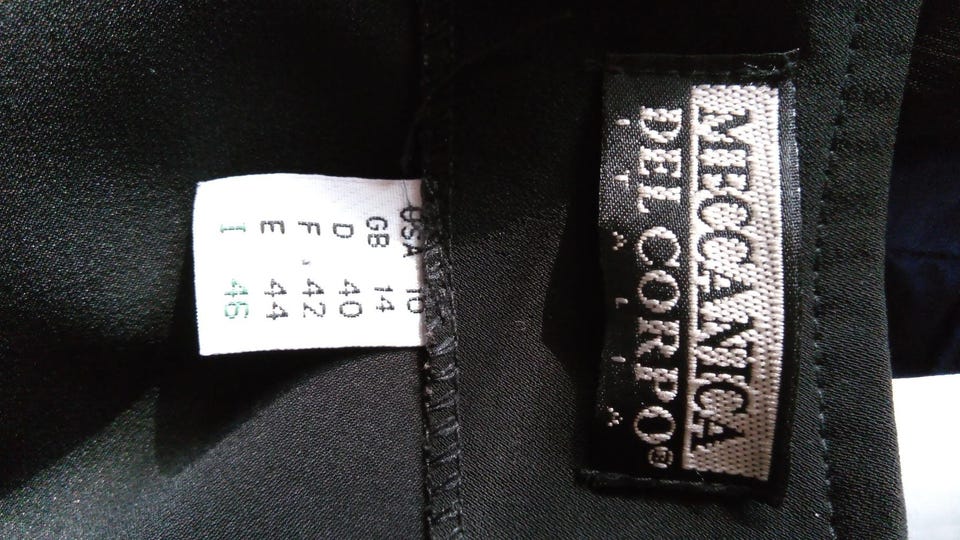 MECCANICA
DEL CORPO®
I T A L I A
USA 10
GB 14
D 40
F 42
E 44
I 46